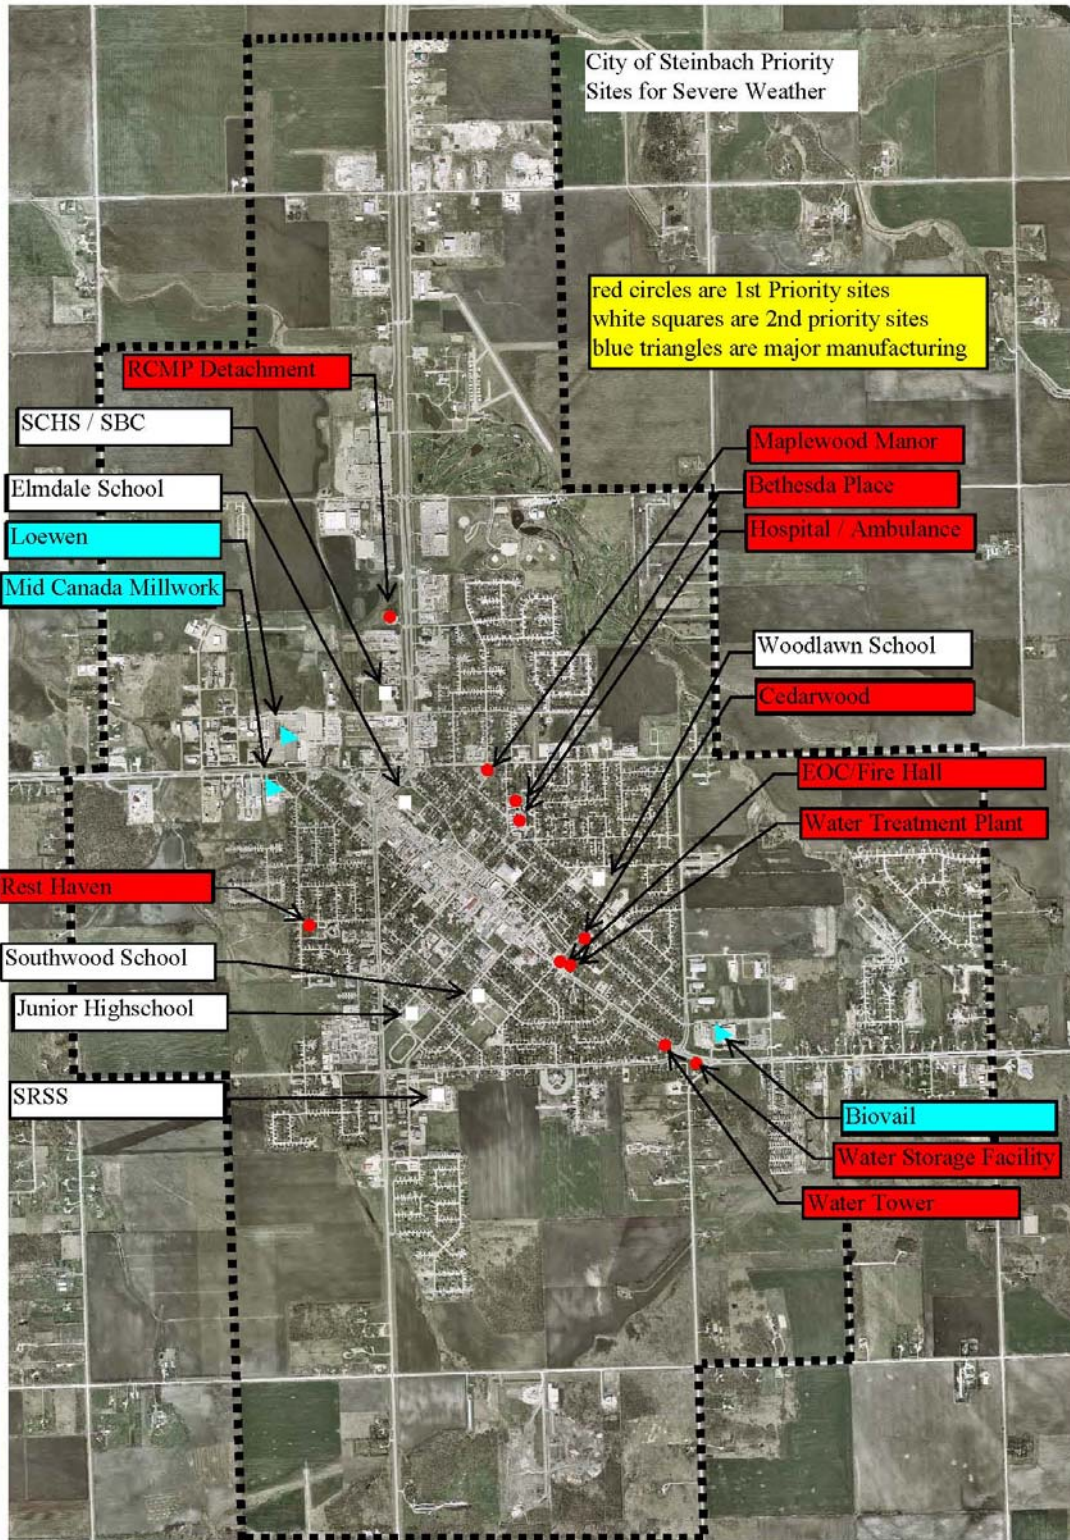 City of Steinbach Priority
Sites for Severe Weather
red circles are 1st Priority sites
white squares are 2nd priority sites
blue triangles are major manufacturing
RCMP Detachment
SCHS / SBC
Elmdale School
Loewen
Mid Canada Millwork
Maplewood Manor
Bethesda Place
Hospital / Ambulance
Woodlawn School
Cedarwood
EOC/Fire Hall
Water Treatment Plant
Rest Haven
Southwood School
Junior Highschool
SRSS
Biovail
Water Storage Facility
Water Tower